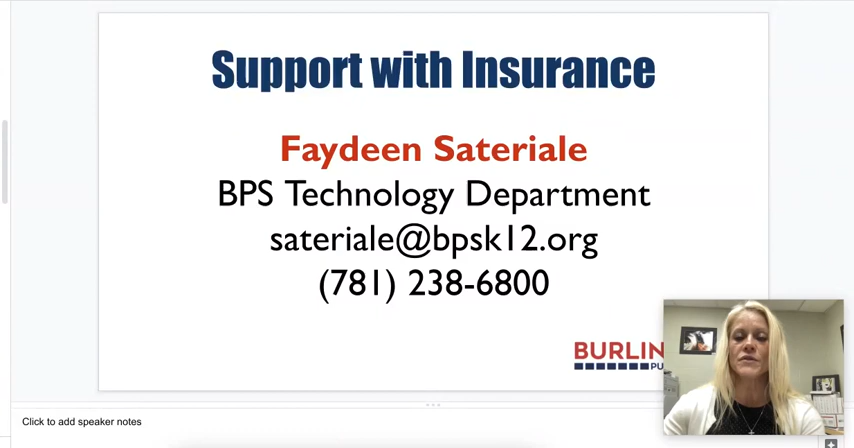 Support with Insurance
Faydeen Sateriale
BPS Technology Department
sateriale@bpsk12.org
(781) 238-6800
BURLIN
PU
Click to add speaker notes